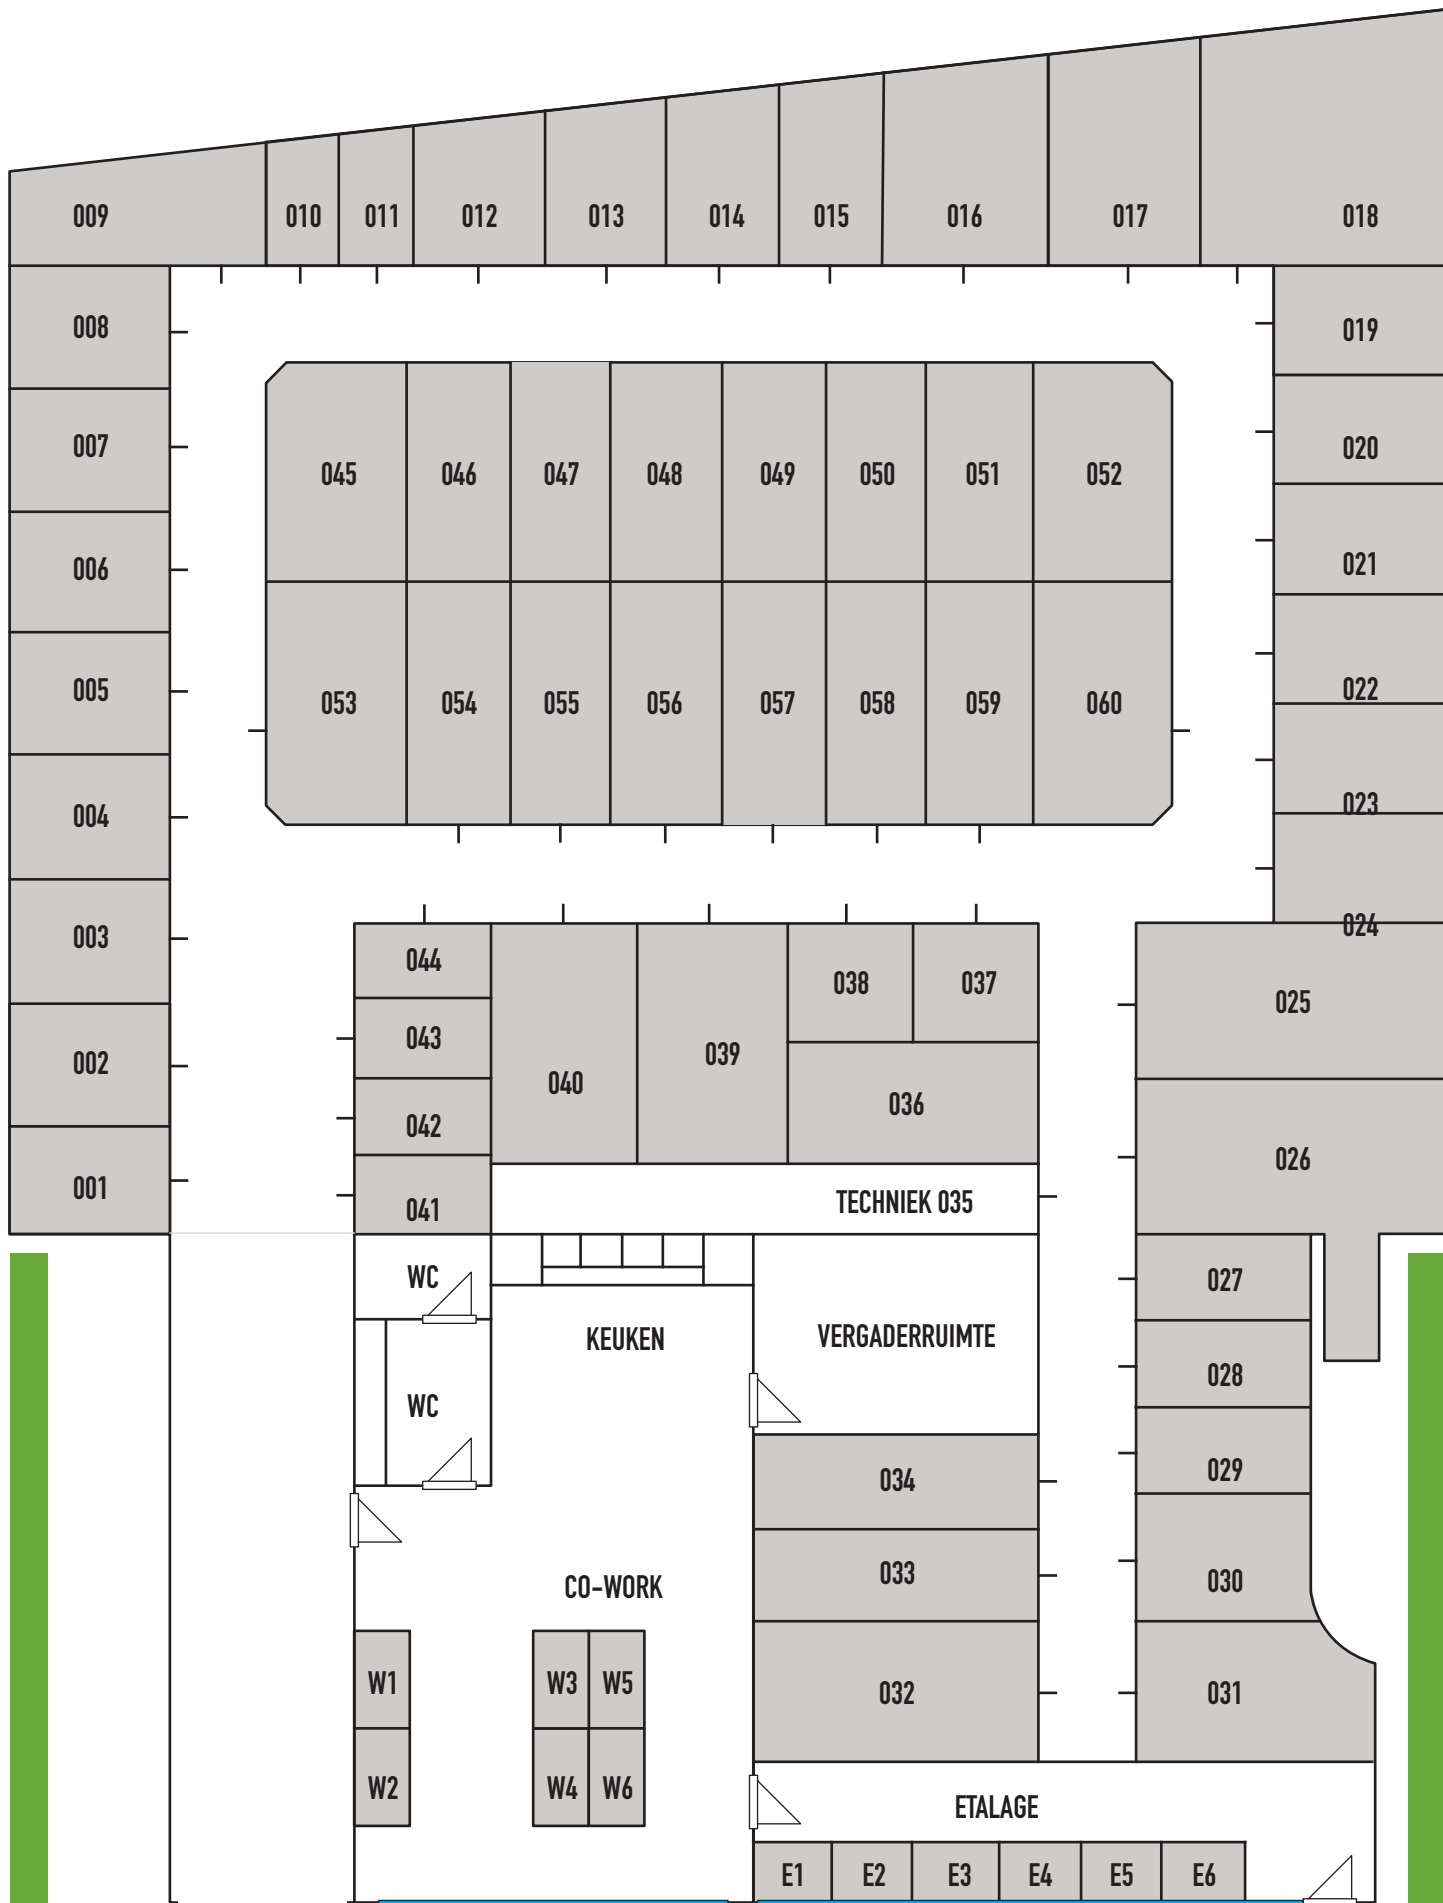 009 010 011 012 013 014 015 016 017 018
008 019
007 020
045 046 047 048 049 050 051 052
006 021
005 022
053 054 055 056 057 058 059 060
004 023
003 024
044 038 037
025
043 039
002 040
042 036
026
001 041 TECHNIEK 035
WC 027
KEUKEN VERGADERRUIMTE
028
WC
034 029
CO-WORK 033 030
W1 W3 W5 032 031
W2 W4 W6
ETALAGE
E1 E2 E3 E4 E5 E6